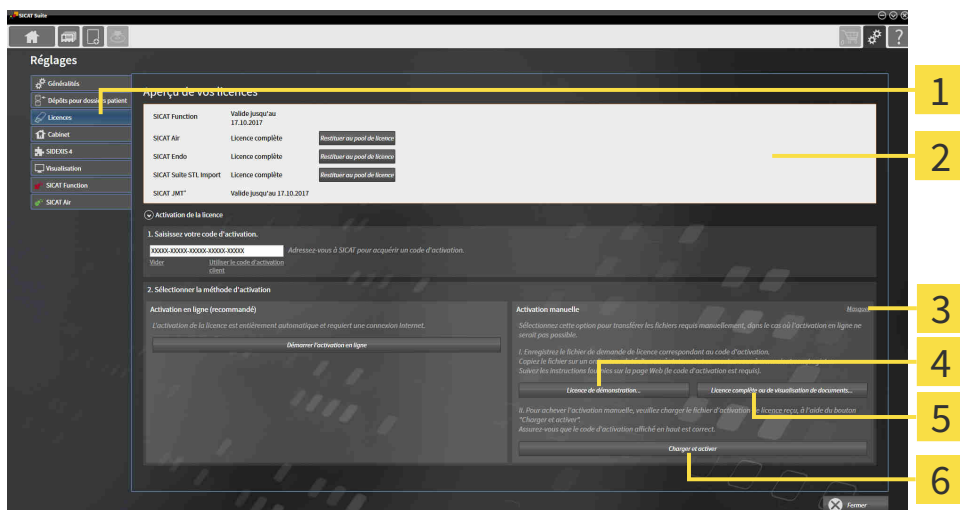 SICAT Suite
?
Réglages
Généralités
Dépôts pour dossiers patient
Licences
Cabinet
SIDEXIS 4
Visualisation
SICAT Function
SICAT Air
Aperçu de vos licences
SICAT Function Valide jusqu'au
17.10.2017
SICAT Air Licence complète Restituer au pool de licence
SICAT Endo Licence complète Restituer au pool de licence
SICAT Suite STL Import Licence complète Restituer au pool de licence
SICAT JMT+ Valide jusqu'au 17.10.2017
Activation de la licence
1. Saisissez votre code d'activation.
XXXXX-XXXXX-XXXXX-XXXXX-XXXXX Adressez-vous à SICAT pour acquérir un code d'activation.
Vider Utiliser le code d'activation
client
2. Sélectionner la méthode d'activation
Activation en ligne (recommandé)
L'activation de la licence est entièrement automatique et requiert une connexion Internet.
Démarrer l'activation en ligne
Activation manuelle Masquer
Sélectionnez cette option pour transférer les fichiers requis manuellement, dans le cas où l'activation en ligne ne
serait pas possible.
I. Enregistrez le fichier de demande de licence correspondant au code d'activation.
Copiez le fichier sur un
Suivez les instructions fournies sur la page Web (le code d'activation est requis).
Licence de démonstration... Licence complète ou de visualisation de documents...
II. Pour achever l'activation manuelle, veuillez charger le fichier d'activation de licence reçu, à l'aide du bouton
"Charger et activer".
Assurez-vous que le code d'activation affiché en haut est correct.
Charger et activer
Fermer
1
2
3
4
5
6